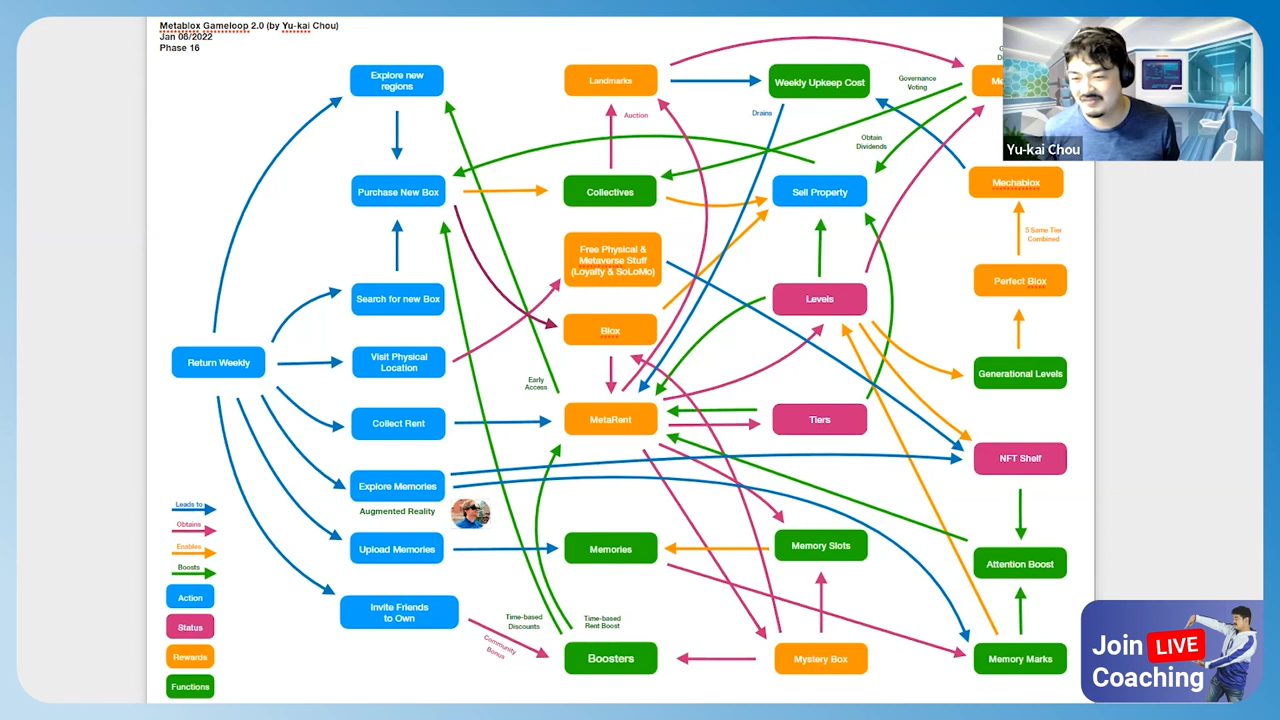 Metablox Gameloop 2.0 (by Yu-kai Chou)
Jan 08/2022
Phase 16
Explore new
regions
Landmarks
Weekly Upkeep Cost
Governance
Voting
Auction
Drains
Obtain
Dividends
Yu-kai Chou
Purchase New Box
Collectives
Sell Property
Mechablox
5 Same Tier
Combined
Free Physical &
Metaverse Stuff
(Loyalty & SoLoMo)
Perfect Blox
Search for new Box
Levels
Blox
Return Weekly
Visit Physical
Location
Generational Levels
Early
Access
Collect Rent
MetaRent
Tiers
NFT Shelf
Explore Memories
Augmented Reality
Leads to
Obtains
Enables
Boosts
Upload Memories
Memories
Memory Slots
Attention Boost
Action
Status
Rewards
Functions
Invite Friends
to Own
Community
Bonus
Time-based
Discounts
Time-based
Rent Boost
Boosters
Mystery Box
Memory Marks
Join LIVE
Coaching